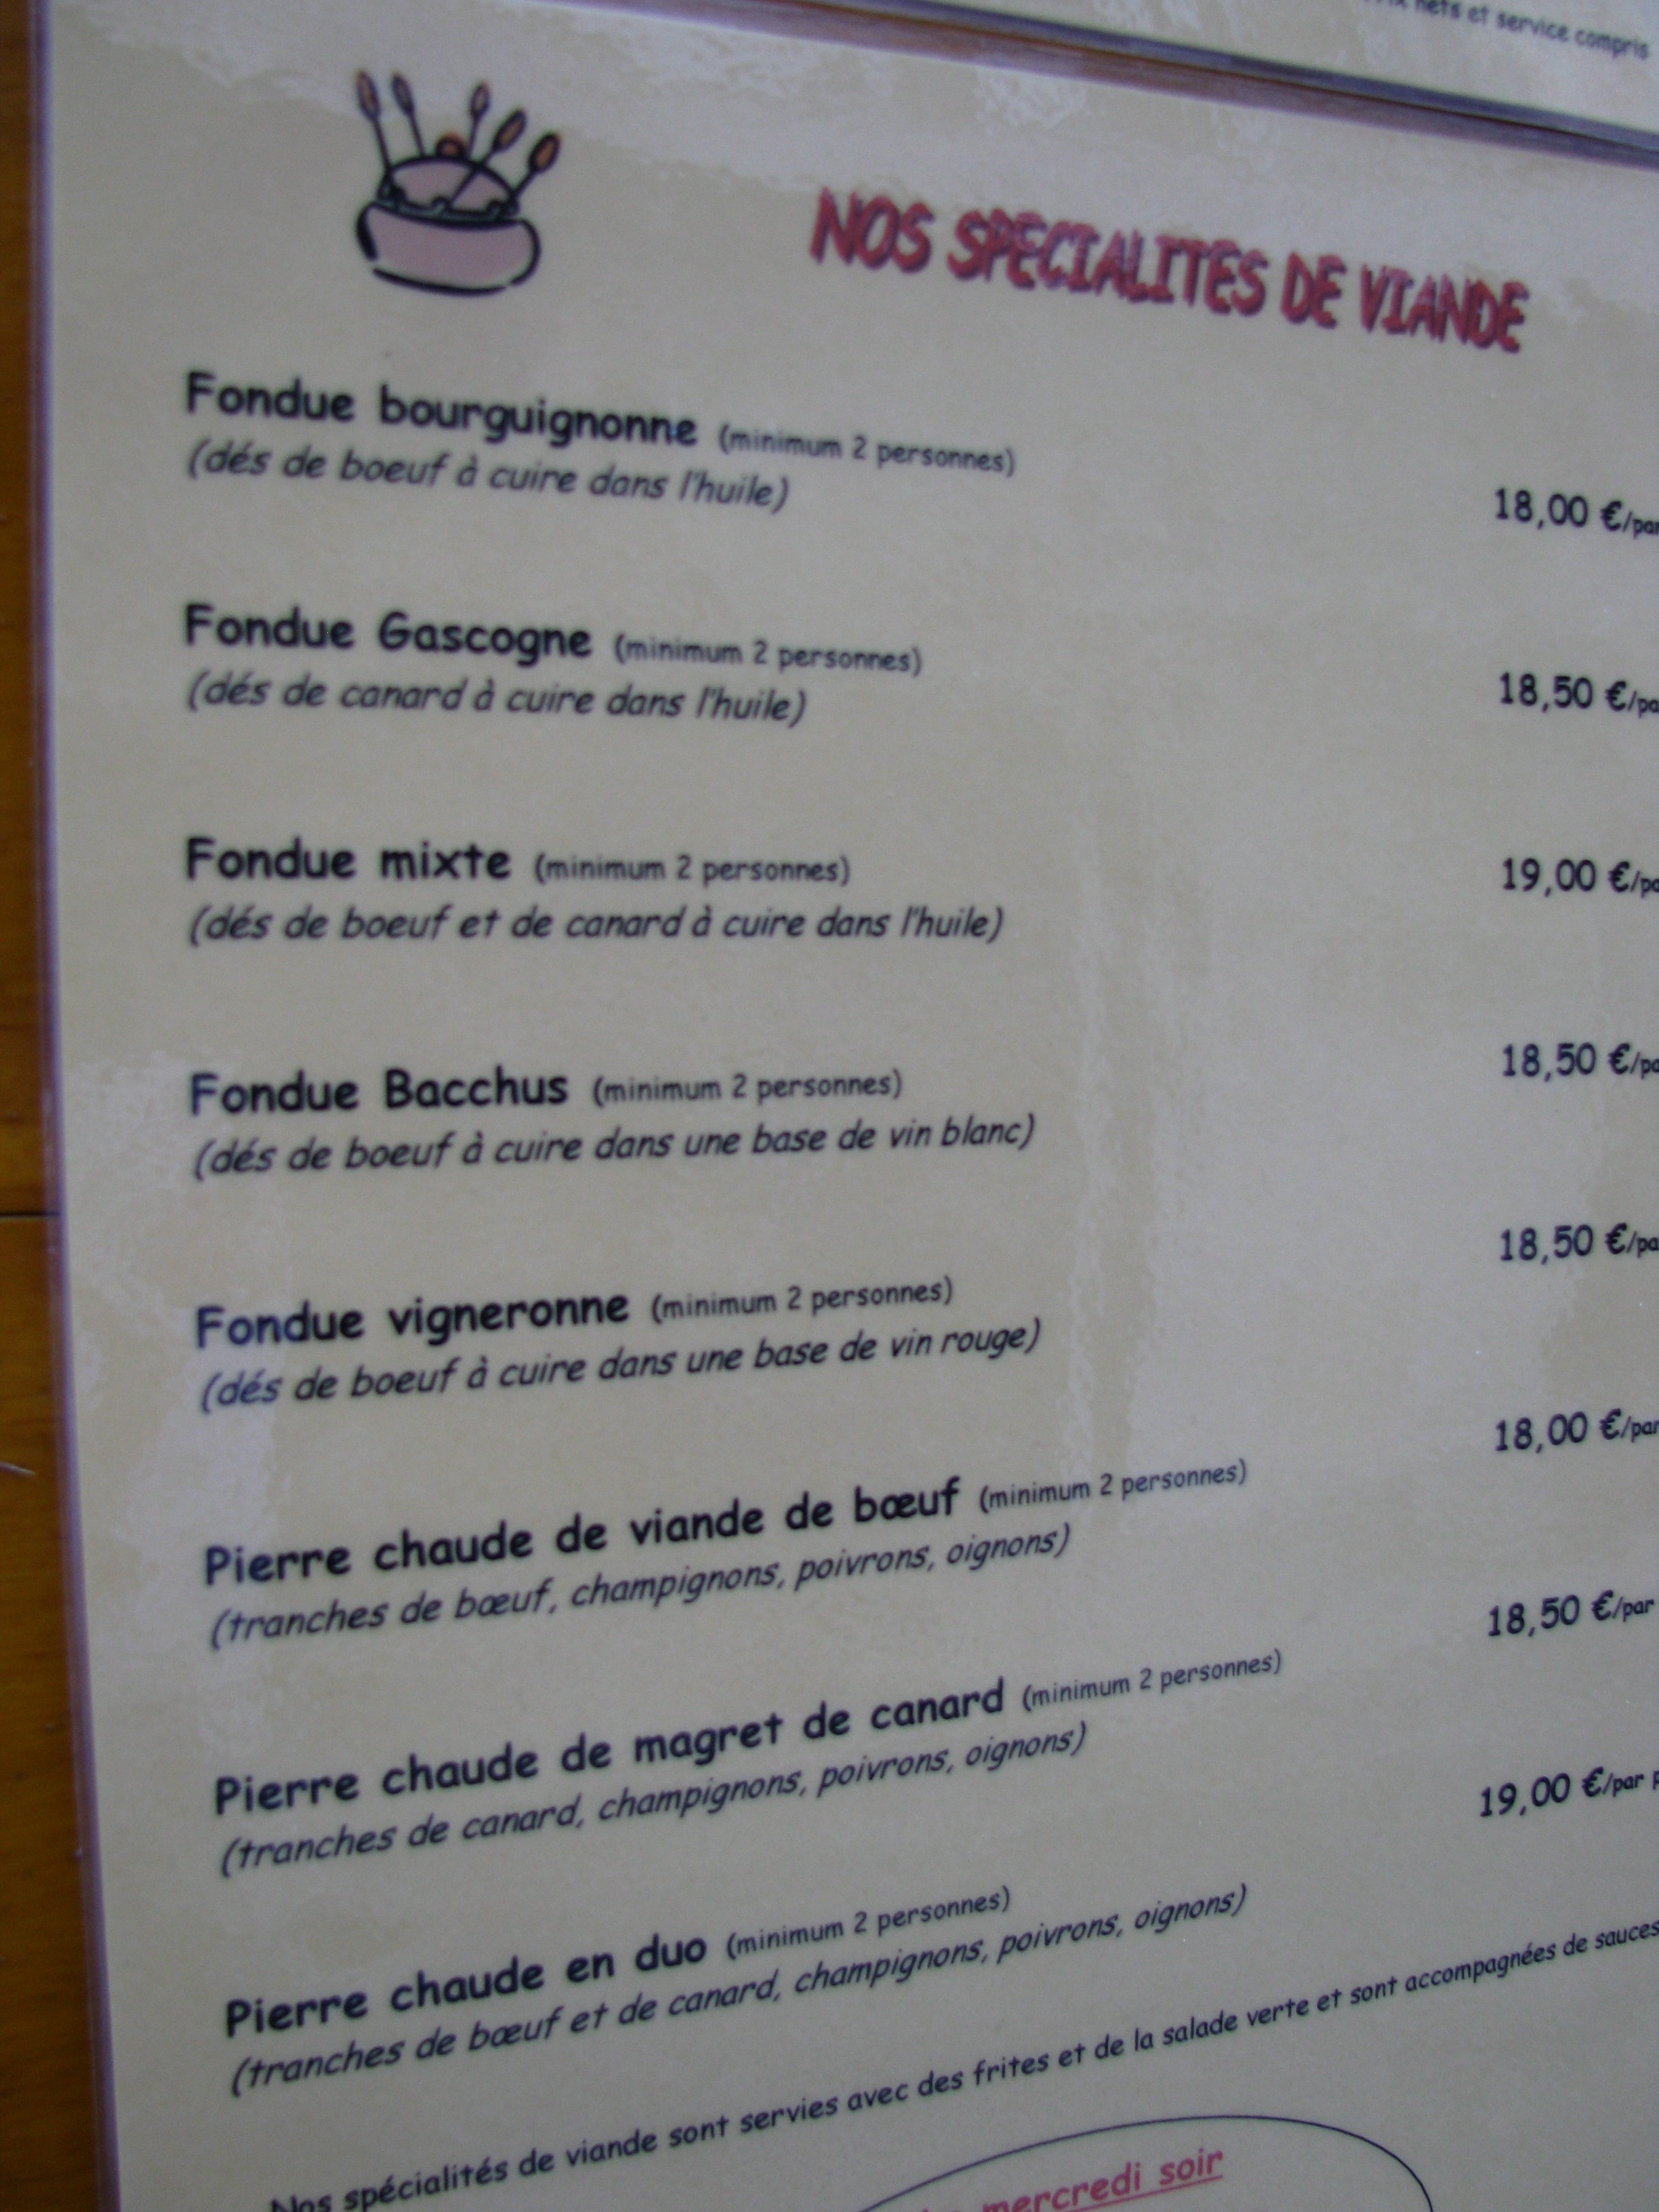 nets et service compris
NOS SPECIALITES DE VIANDE
Fondue bourguignonne (minimum 2 personnes)
(dés de boeuf à cuire dans l'huile)
18,00 €/par
Fondue Gascogne (minimum 2 personnes)
(dés de canard à cuire dans l'huile)
18,50 €/pa
Fondue mixte (minimum 2 personnes)
(dés de boeuf et de canard à cuire dans l'huile)
19,00 €/pa
Fondue Bacchus (minimum 2 personnes)
(dés de boeuf à cuire dans une base de vin blanc)
18,50 €/pa
Fondue vigneronne (minimum 2 personnes)
(dés de boeuf à cuire dans une base de vin rouge)
18,50 €/pa
Pierre chaude de viande de bœuf (minimum 2 personnes)
(tranches de bœuf, champignons, poivrons, oignons)
18,00 €/par
Pierre chaude de magret de canard (minimum 2 personnes)
(tranches de canard, champignons, poivrons, oignons)
18,50 €/par
Pierre chaude en duo (minimum 2 personnes)
(tranches de bœuf et de canard, champignons, poivrons, oignons)
19,00 €/par p
Nos spécialités de viande sont servies avec des frites et de la salade verte et sont accompagnées de sauces
mercredi soir